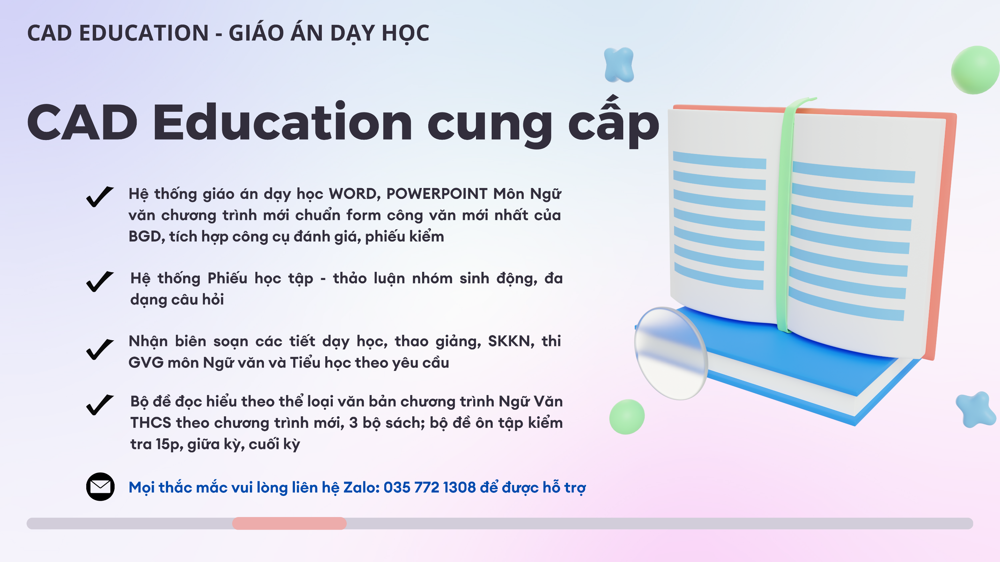 CAD EDUCATION - GIÁO ÁN DẠY HỌC
CAD Education cung cấp
Hệ thống giáo án dạy học WORD, POWERPOINT Môn Ngữ
văn chương trình mới chuẩn form công văn mới nhất của
BGD, tích hợp công cụ đánh giá, phiếu kiểm
Hệ thống Phiếu học tập - thảo luận nhóm sinh động, đa
dạng câu hỏi
Nhận biên soạn các tiết dạy học, thao giảng, SKKN, thi
GVG môn Ngữ văn và Tiểu học theo yêu cầu
Bộ đề đọc hiểu theo thể loại văn bản chương trình Ngữ Văn
THCS theo chương trình mới, 3 bộ sách; bộ đề ôn tập kiểm
tra 15p, giữa kỳ, cuối kỳ
Mọi thắc mắc vui lòng liên hệ Zalo: 035 772 1308 để được hỗ trợ